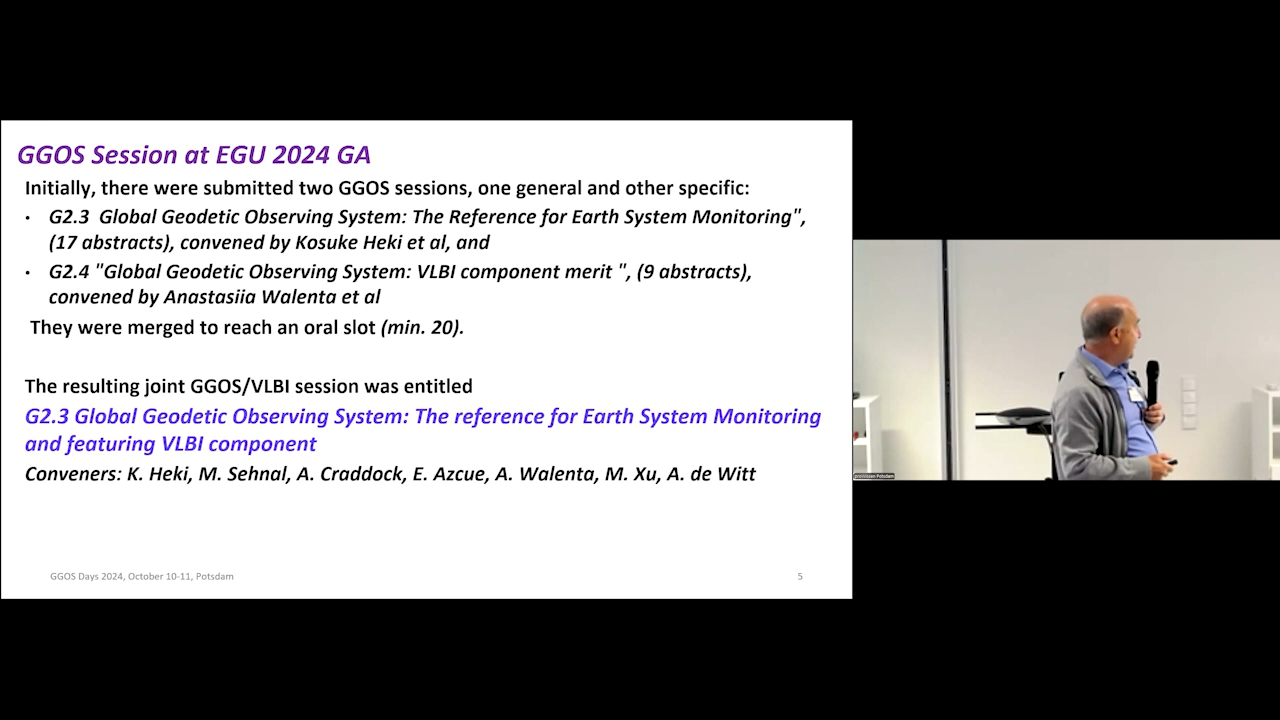 GGOS Session at EGU 2024 GA
Initially, there were submitted two GGOS sessions, one general and other specific:
• G2.3  Global Geodetic Observing System: The Reference for Earth System Monitoring",
(17 abstracts), convened by Kosuke Heki et al, and
• G2.4 "Global Geodetic Observing System: VLBI component merit ", (9 abstracts),
convened by Anastasiia Walenta et al
They were merged to reach an oral slot (min. 20).
The resulting joint GGOS/VLBI session was entitled
G2.3 Global Geodetic Observing System: The reference for Earth System Monitoring
and featuring VLBI component
Conveners: K. Heki, M. Sehnal, A. Craddock, E. Azcue, A. Walenta, M. Xu, A. de Witt
GGOS Days 2024, October 10-11, Potsdam
5
Potsdam